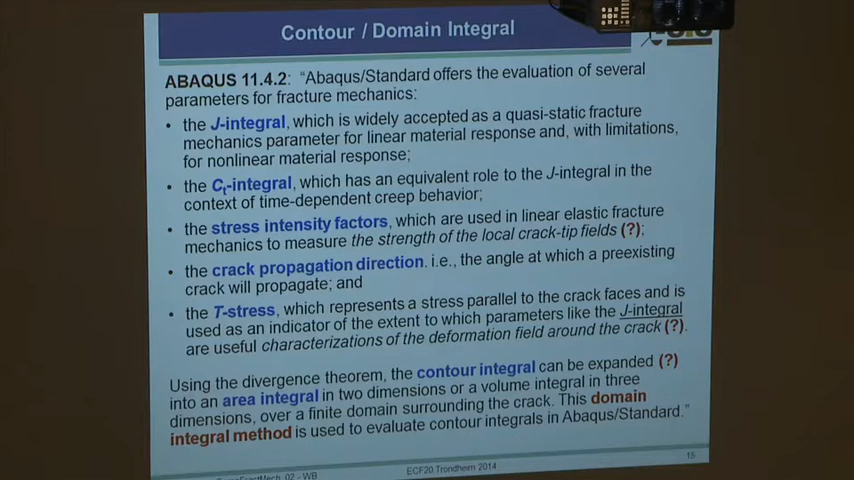 Contour / Domain Integral
ABAQUS 11.4.2: “Abaqus/Standard offers the evaluation of several
parameters for fracture mechanics:
• the J-integral, which is widely accepted as a quasi-static fracture
mechanics parameter for linear material response and, with limitations,
for nonlinear material response;
• the Ct-integral, which has an equivalent role to the J-integral in the
context of time-dependent creep behavior;
• the stress intensity factors, which are used in linear elastic fracture
mechanics to measure the strength of the local crack-tip fields (?);
• the crack propagation direction. i.e., the angle at which a preexisting
crack will propagate; and
• the T-stress, which represents a stress parallel to the crack faces and is
used as an indicator of the extent to which parameters like the J-integral
are useful characterizations of the deformation field around the crack (?).
Using the divergence theorem, the contour integral can be expanded (?)
into an area integral in two dimensions or a volume integral in three
dimensions, over a finite domain surrounding the crack. This domain
integral method is used to evaluate contour integrals in Abaqus/Standard.”
02 - WB
ECF20 Trondheim 2014
15